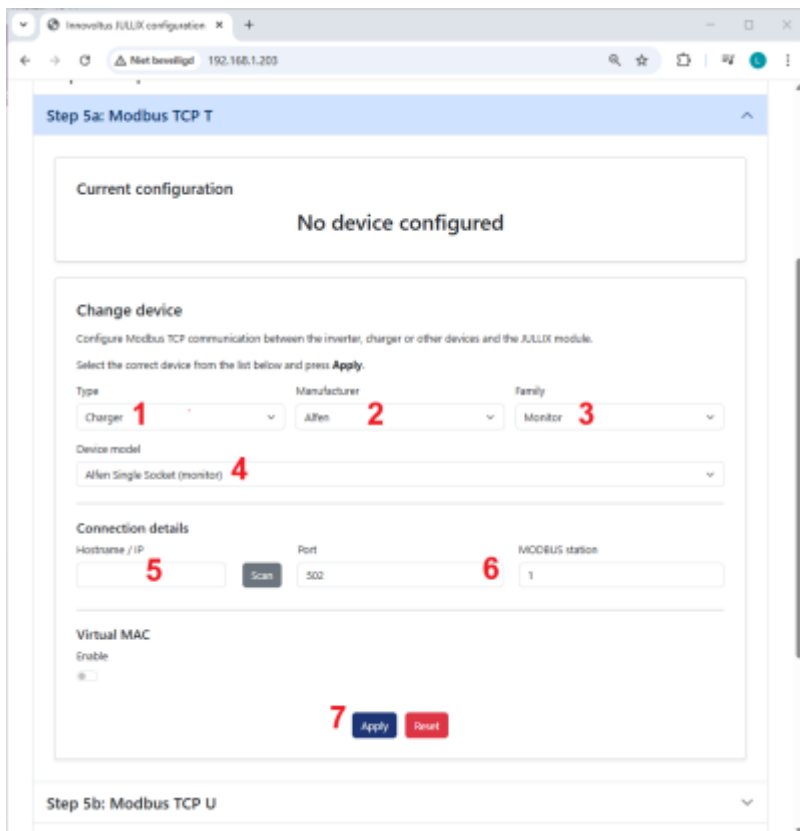 Innovoltus JULLIX configuration
Niet beveiligd 192.168.1.203
L
Step 5a: Modbus TCP T
Current configuration
No device configured
Change device
Configure Modbus TCP communication between the inverter, charger or other devices and the JULLIX module.
Select the correct device from the list below and press Apply.
Type Manufacturer Family
Charger 1 Alfen 2 Monitor 3
Device model
Alfen Single Socket (monitor) 4
Connection details
Hostname / IP Port MODBUS station
5 Scan 502 6 1
Virtual MAC
Enable
7 Apply Reset
Step 5b: Modbus TCP U